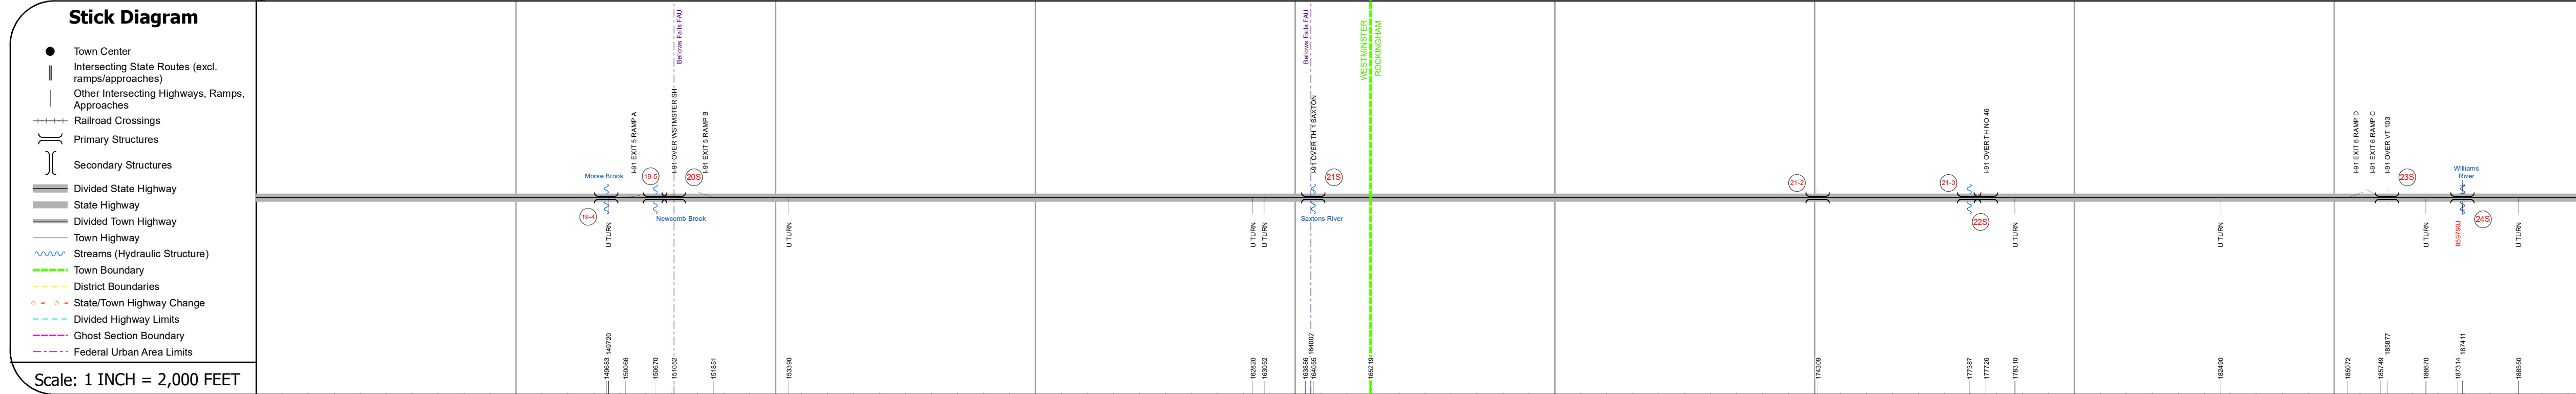 Stick Diagram
Town Center
Intersecting State Routes (excl.
ramps/approaches)
Other Intersecting Highways, Ramps,
Approaches
Railroad Crossings
Primary Structures
Secondary Structures
Divided State Highway
State Highway
Divided Town Highway
Town Highway
Streams (Hydraulic Structure)
Town Boundary
District Boundaries
State/Town Highway Change
Divided Highway Limits
Ghost Section Boundary
Federal Urban Area Limits
Scale: 1 INCH = 2,000 FEET
Bellows Falls FAU
Bellows Falls FAU
WESTMINSTER
ROCKINGHAM
I-91 EXIT 5 RAMP A
I-91 OVER WSTMSTER SH
I-91 EXIT 5 RAMP B
I-91 OVER TH 1 SAXTON
I-91 OVER TH NO 46
I-91 EXIT 6 RAMP D
I-91 EXIT 6 RAMP C
I-91 OVER VT 103
Morse Brook
19-5
20S
21S
21-2
21-3
23S
Williams
River
19-4
Newcomb Brook
Saxtons River
22S
24S
U TURN
U TURN
U TURN
U TURN
U TURN
U TURN
U TURN
859790J
U TURN
149683
149720
150066
150670
151052
151851
153390
162820
163052
163886
164002
164055
165219
174309
177387
177726
178310
182490
185072
185749
185877
186670
187314
187411
188550